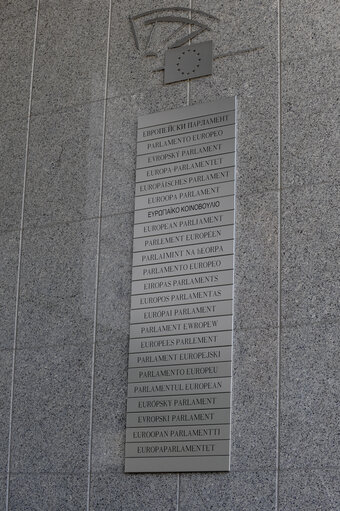 ЕВРОПЕЙСКИ ПАРЛАМЕНТ
PARLAMENTO EUROPEO
EVROPSKÝ PARLAMENT
EUROPA-PARLAMENTET
EUROPÄISCHES PARLAMENT
EUROOPA PARLAMENT
ΕΥΡΩΠΑΪΚΟ ΚΟΙΝΟΒΟΥΛΙΟ
EUROPEAN PARLIAMENT
PARLEMENT EUROPÉEN
PARLAIMINT NA hEORPA
PARLAMENTO EUROPEO
EIROPAS PARLAMENTS
EUROPOS PARLAMENTAS
EURÓPAI PARLAMENT
PARLAMENT EWROPEW
EUROPEES PARLEMENT
PARLAMENT EUROPEJSKI
PARLAMENTO EUROPEU
PARLAMENTUL EUROPEAN
EURÓPSKY PARLAMENT
EVROPSKI PARLAMENT
EUROOPAN PARLAMENTTI
EUROPAPARLAMENTET